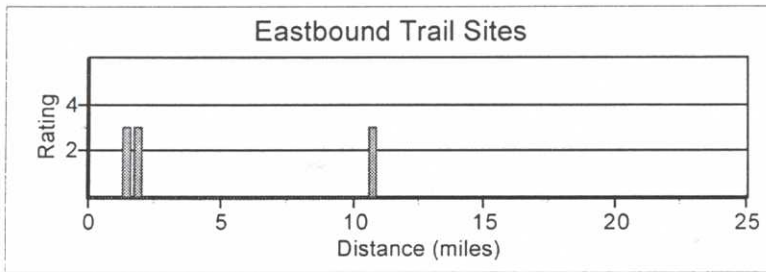 Eastbound Trail Sites
Rating
4
2
0 5 10 15 20 25
Distance (miles)